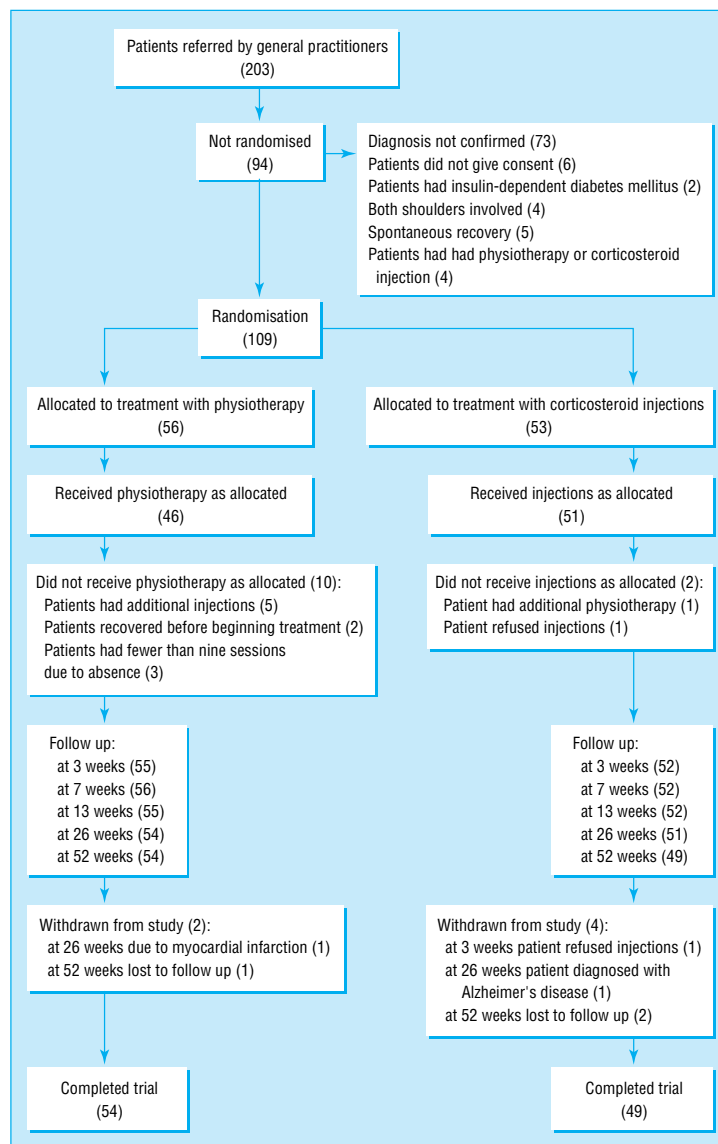 Patients referred by general practitioners
(203)
Not randomised
(94)
Diagnosis not confirmed (73)
Patients did not give consent (6)
Patients had insulin-dependent diabetes mellitus (2)
Both shoulders involved (4)
Spontaneous recovery (5)
Patients had had physiotherapy or corticosteroid
injection (4)
Randomisation
(109)
Allocated to treatment with physiotherapy
(56)
Received physiotherapy as allocated
(46)
Did not receive physiotherapy as allocated (10):
Patients had additional injections (5)
Patients recovered before beginning treatment (2)
Patients had fewer than nine sessions
due to absence (3)
Follow up:
at 3 weeks (55)
at 7 weeks (56)
at 13 weeks (55)
at 26 weeks (54)
at 52 weeks (54)
Withdrawn from study (2):
at 26 weeks due to myocardial infarction (1)
at 52 weeks lost to follow up (1)
Completed trial
(54)
Allocated to treatment with corticosteroid injections
(53)
Received injections as allocated
(51)
Did not receive injections as allocated (2):
Patient had additional physiotherapy (1)
Patient refused injections (1)
Follow up:
at 3 weeks (52)
at 7 weeks (52)
at 13 weeks (52)
at 26 weeks (51)
at 52 weeks (49)
Withdrawn from study (4):
at 3 weeks patient refused injections (1)
at 26 weeks patient diagnosed with
Alzheimer's disease (1)
at 52 weeks lost to follow up (2)
Completed trial
(49)